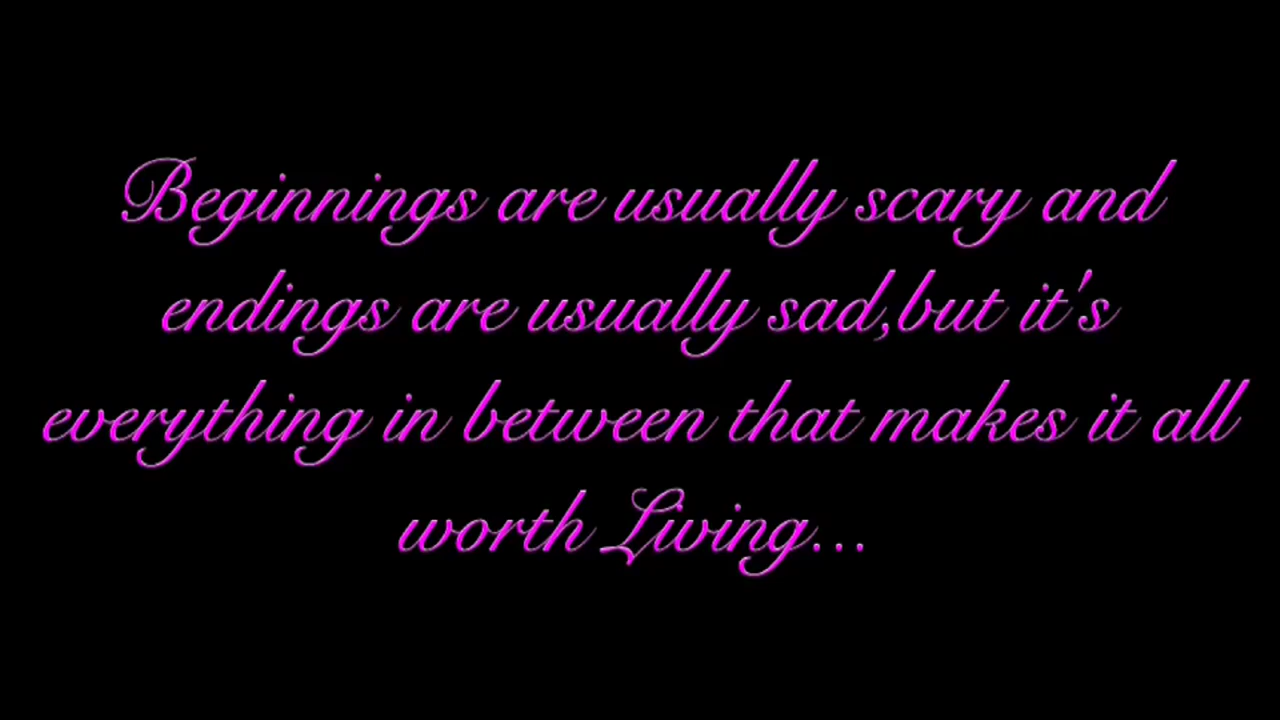 Beginnings are usually scary and
endings are usually sad,but it's
everything in between that makes it all
worth Living...